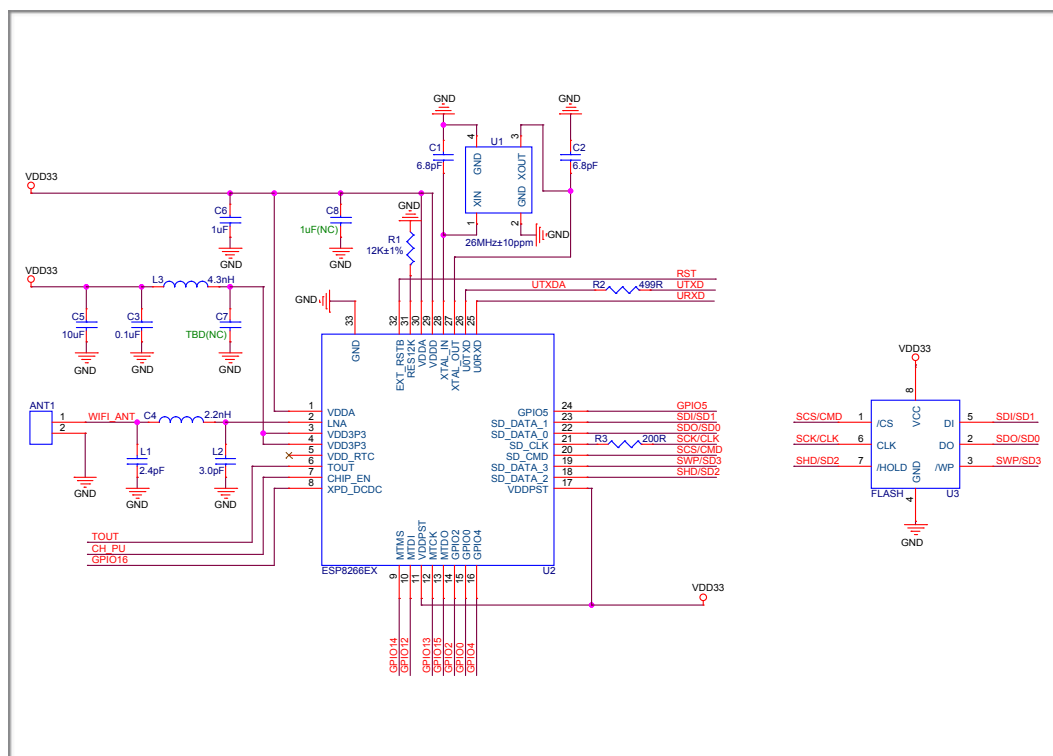 GND
GND
C1
6.8pF
4
GND
U1
3
XOUT
C2
6.8pF
XIN
GND
1
2
26MHz±10ppm
GND
VDD33
C6
1uF
GND
C8
1uF(NC)
GND
GND
R1
12K±1%
VDD33
L3
4.3nH
C5
10uF
GND
C3
0.1uF
GND
C7
TBD(NC)
GND
GND
RST
UTXDA
R2
499R
UTXD
URXD
33
32
31
30
29
28
27
26
25
GND
EXT_RSTB
RES12K
VDDA
VDDD
XTAL_IN
XTAL_OUT
U0TXD
U0RXD
ANT1
1
2
WIFI_ANT
C4
2.2nH
L1
2.4pF
GND
L2
3.0pF
GND
GND
1
VDDA
2
LNA
3
VDD3P3
4
VDD3P3
5
VDD_RTC
6
TOUT
7
CHIP_EN
8
XPD_DCDC
TOUT
CH_PU
GPIO16
GPIO5
24
GPIO5
SD_DATA_1
23
SDI/SD1
SD_DATA_0
22
SDO/SD0
SD_CLK
21
R3
200R
SCK/CLK
SD_CMD
20
SCS/CMD
SD_DATA_3
19
SWP/SD3
SD_DATA_2
18
SHD/SD2
VDDPST
17
MTMS
MTDI
VDDPST
MTCK
MTDO
GPIO2
GPIO0
GPIO4
ESP8266EX
U2
9
10
11
12
13
14
15
16
GPIO14
GPIO12
GPIO13
GPIO15
GPIO2
GPIO0
GPIO4
VDD33
VDD33
8
VCC
SCS/CMD
1
/CS
DI
5
SDI/SD1
SCK/CLK
6
CLK
DO
2
SDO/SD0
SHD/SD2
7
/HOLD
GND
/WP
3
SWP/SD3
FLASH
4
U3
GND